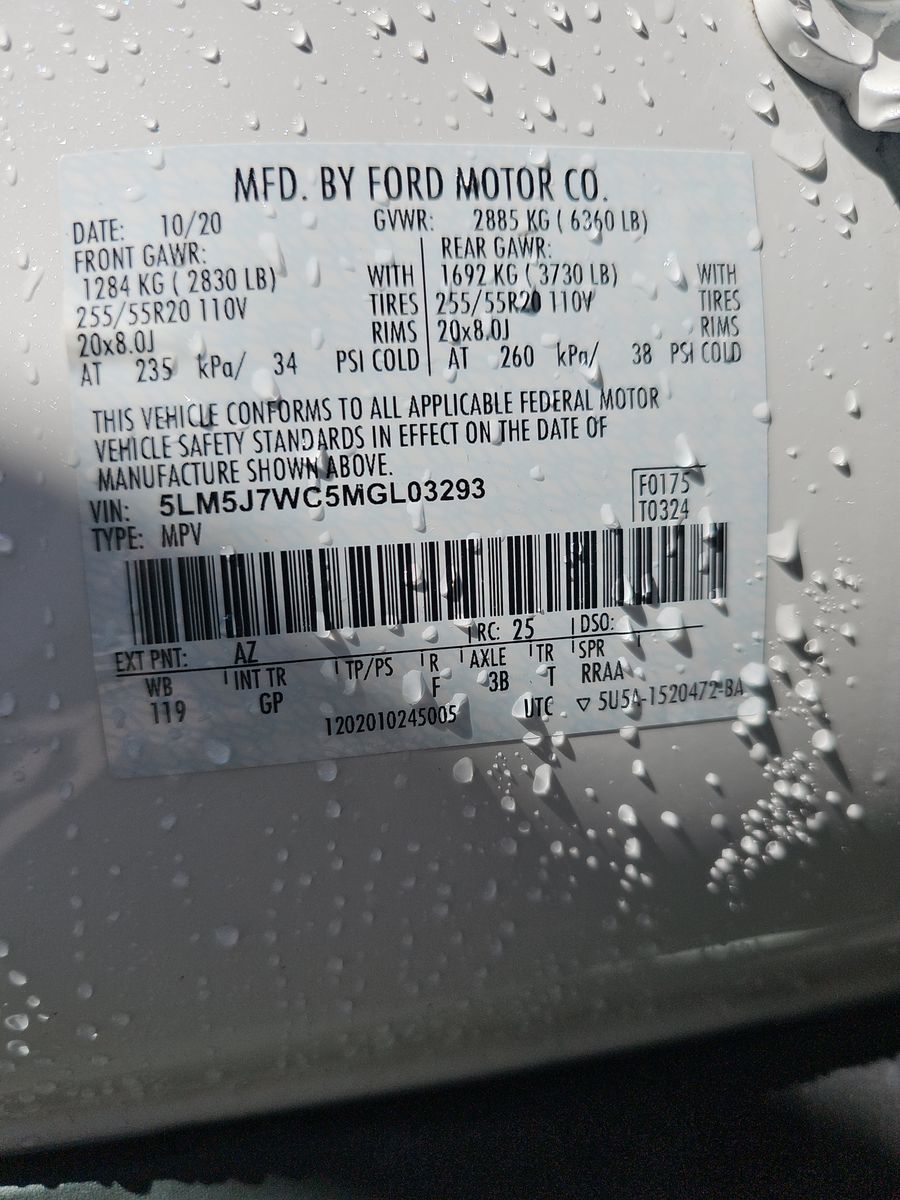 MFD. BY FORD MOTOR CO.
DATE: 10/20 GVWR: 2885 KG ( 6360 LB)
FRONT GAWR: REAR GAWR:
1284 KG ( 2830 LB) WITH 1692 KG ( 3730 LB) WITH
255/55R20 110V TIRES 255/55R20 110V TIRES
20x8.0J RIMS 20x8.0J RIMS
AT 235 kPa/ 34 PSI COLD AT 260 kPa/ 38 PSI COLD
THIS VEHICLE CONFORMS TO ALL APPLICABLE FEDERAL MOTOR
VEHICLE SAFETY STANDARDS IN EFFECT ON THE DATE OF
MANUFACTURE SHOWN ABOVE.
VIN: 5LM5J7WC5MGL03293 F0175
TYPE: MPV T0324
EXT PNT: AZ RC: 25 DSO:
WB INT TR TP/PS R AXLE TR SPR
119 GP F 3B T RRAA
1202010245005 UTC ▽ 5U5A-1520472-BA